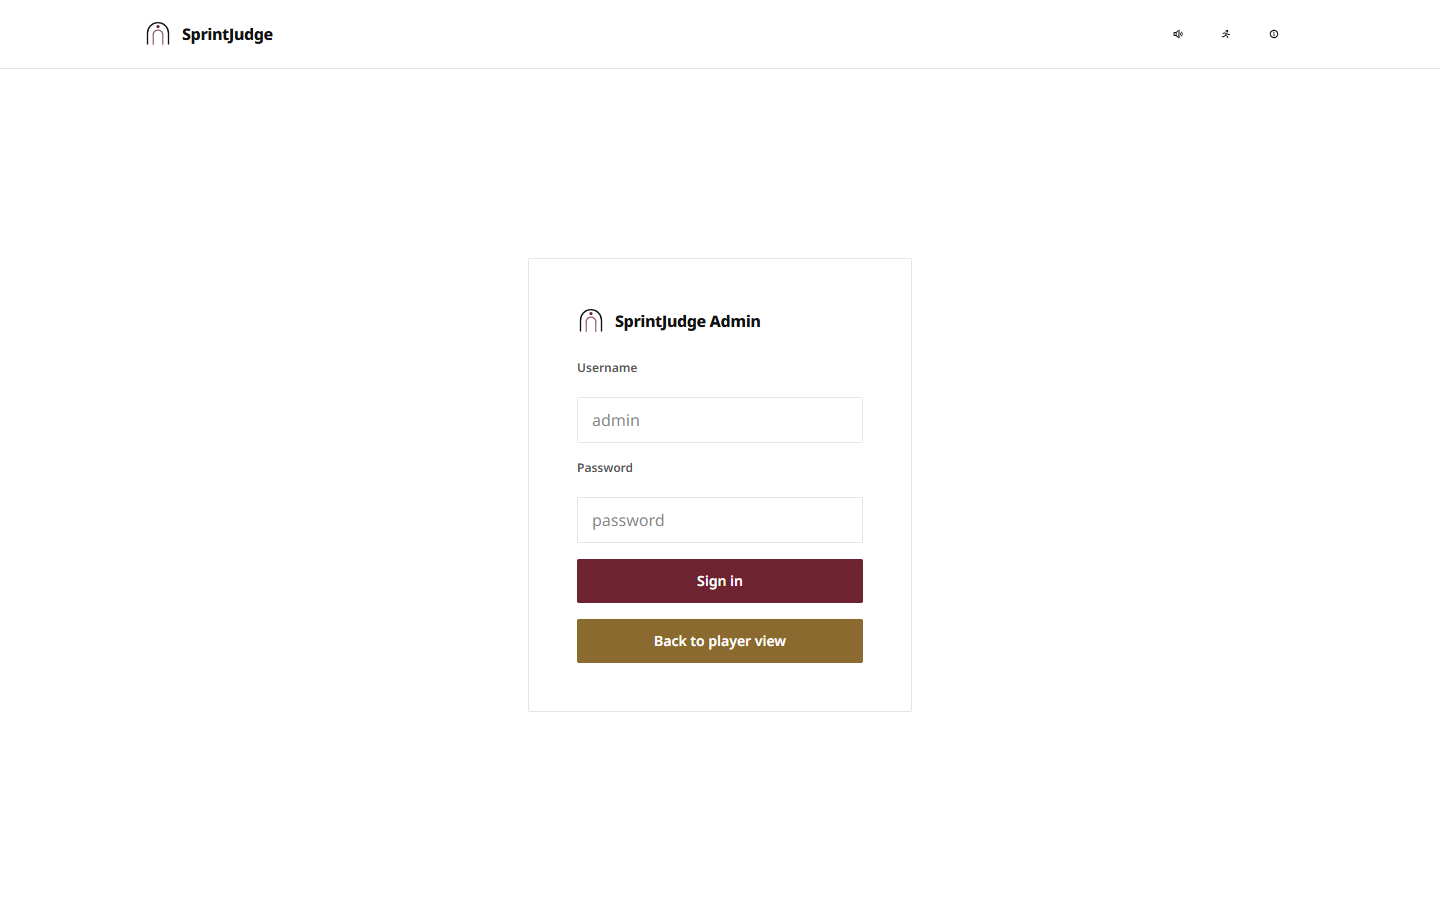 SprintJudge
SprintJudge Admin
Username
admin
Password
password
Sign in
Back to player view